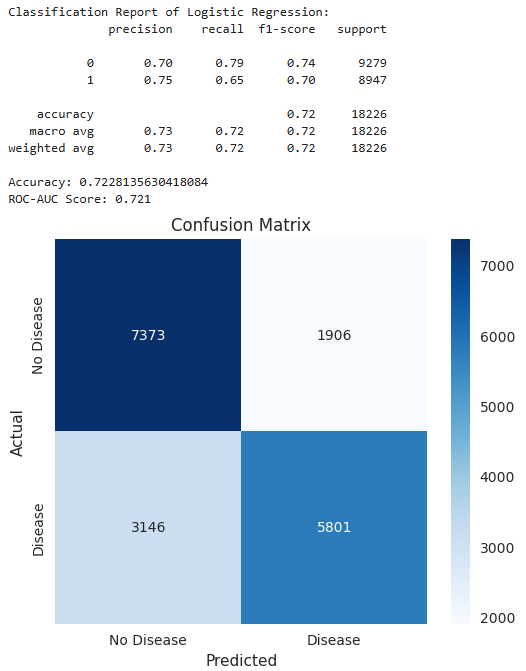 Classification Report of Logistic Regression:
precision recall f1-score support
0 0.70 0.79 0.74 9279
1 0.75 0.65 0.70 8947
accuracy 0.72 18226
macro avg 0.73 0.72 0.72 18226
weighted avg 0.73 0.72 0.72 18226
Accuracy: 0.7228135630418084
ROC-AUC Score: 0.721
Confusion Matrix
No Disease
Disease
Actual
7373 1906
3146 5801
No Disease Disease
Predicted
7000
6000
5000
4000
3000
2000